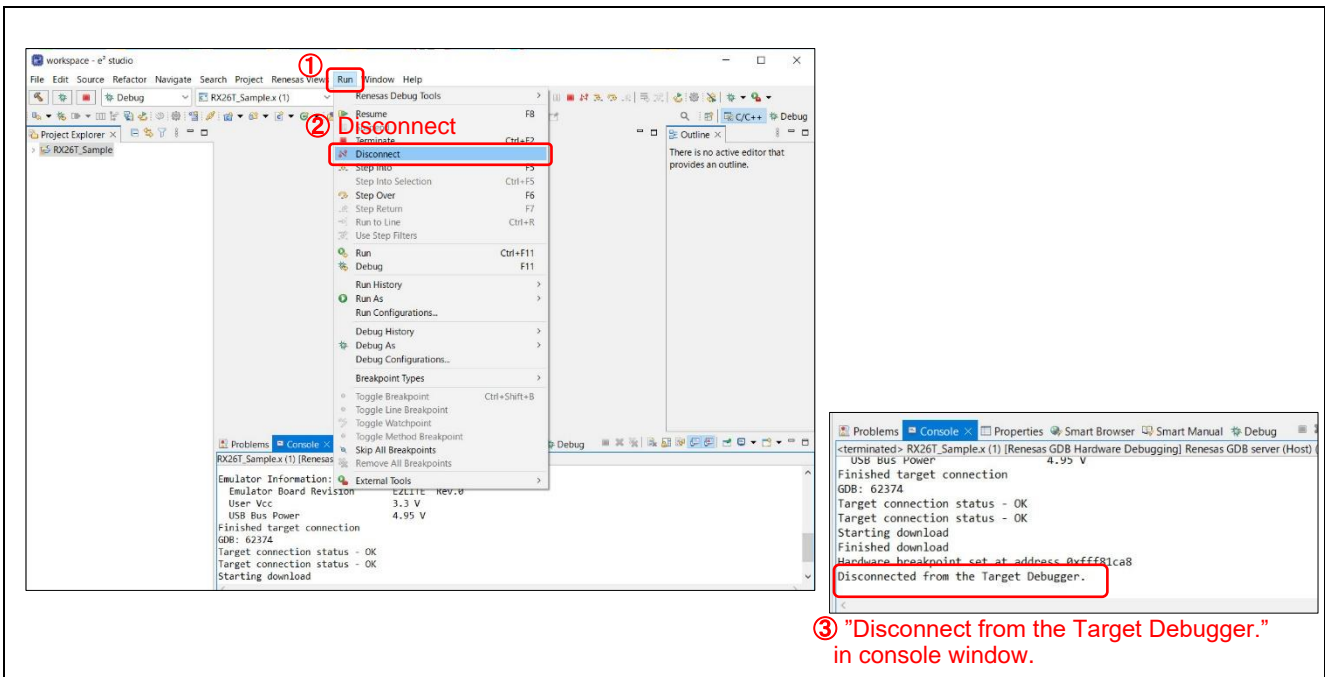 workspace - e² studio
①
File Edit Source Refactor Navigate Search Project Renesas Views Run Window Help
Debug RX26T_Sample.x (1)
Project Explorer
RX26T_Sample
Renesas Debug Tools
Resume F8
② Disconnect
Terminate Ctrl+F2
Disconnect
Step Into F5
Step Into Selection Ctrl+F5
Step Over F6
Step Return F7
Run to Line Ctrl+R
Use Step Filters
Run Ctrl+F11
Debug F11
Run History
Run As
Run Configurations...
Debug History
Debug As
Debug Configurations...
Breakpoint Types
Toggle Breakpoint Ctrl+Shift+B
Toggle Line Breakpoint
Toggle Watchpoint
Toggle Method Breakpoint
Skip All Breakpoints
Remove All Breakpoints
External Tools
C/C++ Debug
Outline
There is no active editor that
provides an outline.
Problems Console Debug
RX26T_Sample.x (1) [Renesas
Emulator Information:
Emulator Board Revision E2LITE Rev.0
User Vcc 3.3 V
USB Bus Power 4.95 V
Finished target connection
GDB: 62374
Target connection status - OK
Target connection status - OK
Starting download
Problems Console Properties Smart Browser Smart Manual Debug
<terminated> RX26T_Sample.x (1) [Renesas GDB Hardware Debugging] Renesas GDB server (Host) (
USB Bus Power 4.95 V
Finished target connection
GDB: 62374
Target connection status - OK
Target connection status - OK
Starting download
Finished download
Hardware breakpoint set at address 0xfff81ca8
Disconnected from the Target Debugger.
③ ”Disconnect from the Target Debugger.”
in console window.